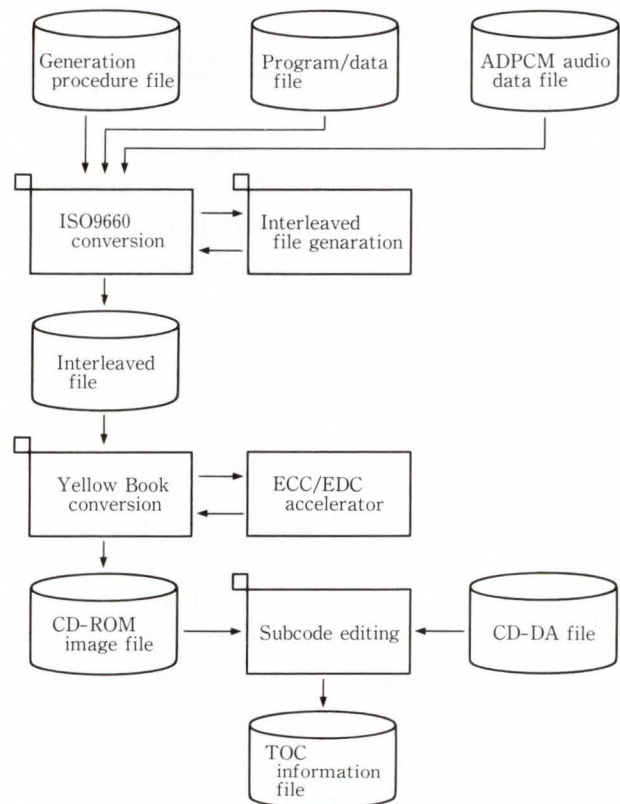 Generation
procedure file
Program/data
file
ADPCM audio
data file
ISO9660
conversion
Interleaved
file genaration
Interleaved
file
Yellow Book
conversion
ECC/EDC
accelerator
CD-ROM
image file
Subcode editing
CD-DA file
TOC
information
file